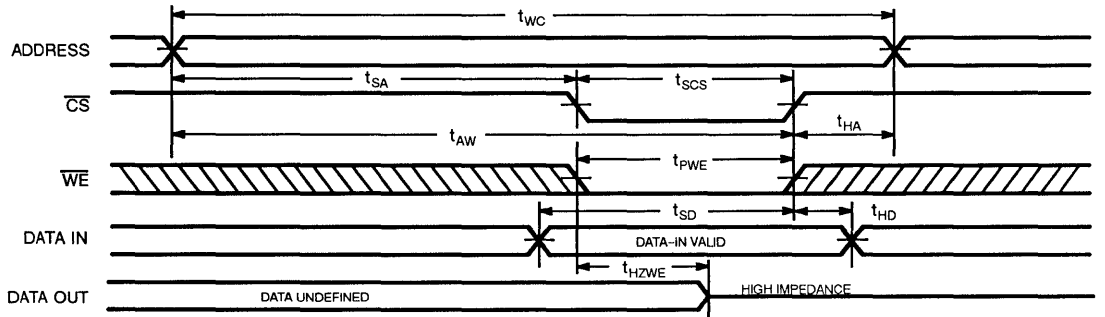 tWC
ADDRESS
tSA
tSCS
CS
tAW
tHA
tPWE
WE
tSD
tHD
DATA IN
DATA-IN VALID
tHZWE
DATA OUT
DATA UNDEFINED
HIGH IMPEDANCE